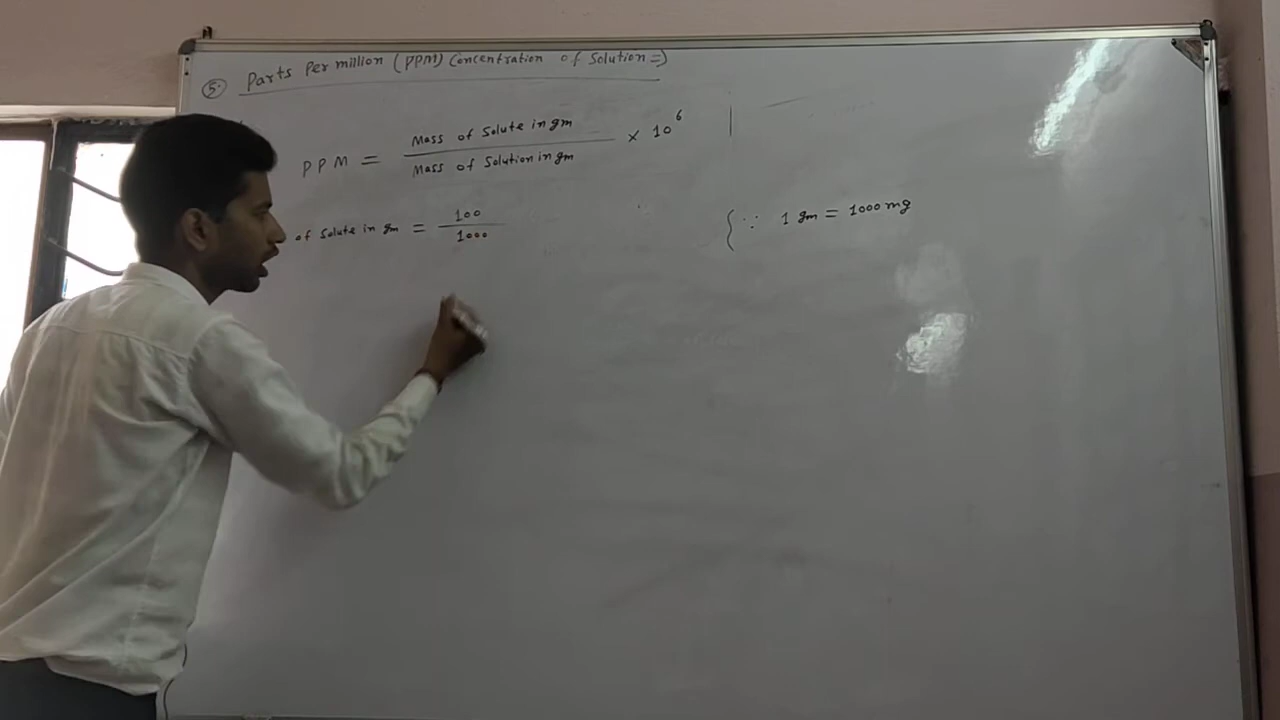 5. Parts Per million (PPM) Concentration of Solution =)
PPM = Mass of Solute in gm / Mass of Solution in gm × 10^6
of Solute in gm = 100 / 1000
{ ∵ 1 gm = 1000 mg